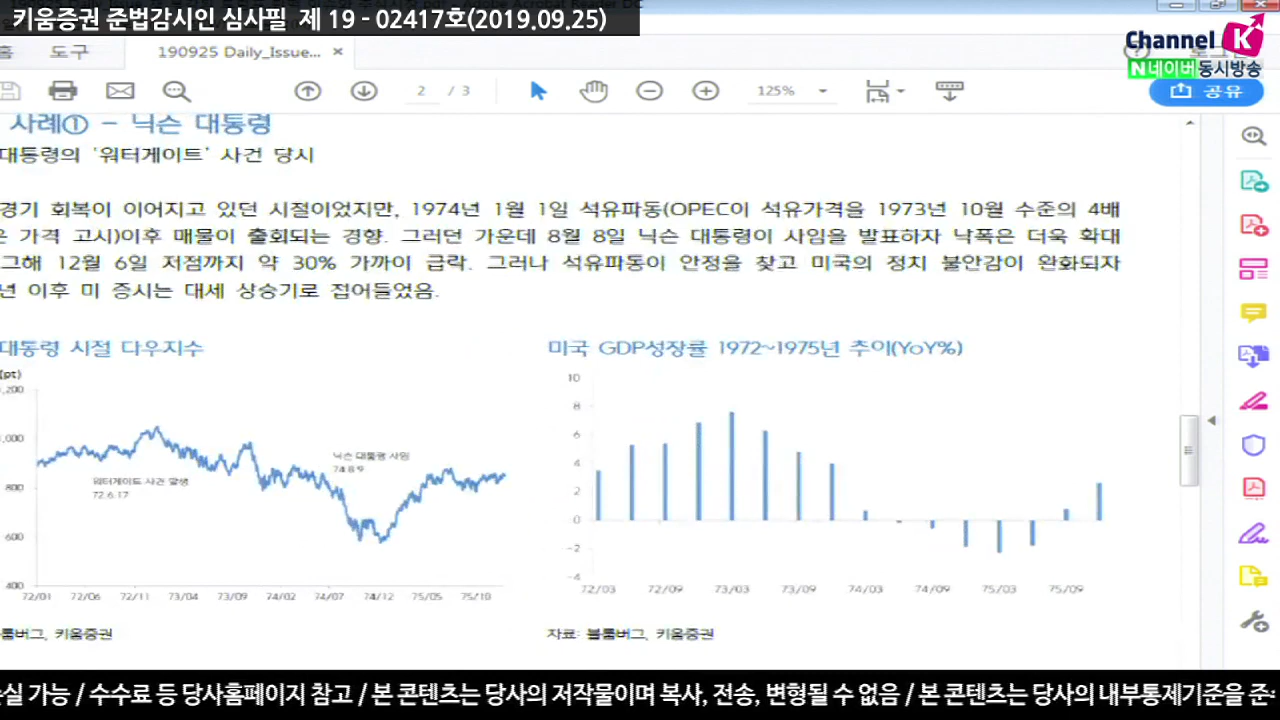 키움증권 준법감시인 심사필 제 19 - 02417호(2019.09.25)
Channel K
N네이버 동시방송
홈 도구 190925 Daily_Issue... ×
2 / 3 125% 공유
사례① - 닉슨 대통령
대통령의 '워터게이트' 사건 당시
경기 회복이 이어지고 있던 시절이었지만, 1974년 1월 1일 석유파동(OPEC이 석유가격을 1973년 10월 수준의 4배
은 가격 고시)이후 매물이 출회되는 경향. 그러던 가운데 8월 8일 닉슨 대통령이 사임을 발표하자 낙폭은 더욱 확대
그해 12월 6일 저점까지 약 30% 가까이 급락. 그러나 석유파동이 안정을 찾고 미국의 정치 불안감이 완화되자
년 이후 미 증시는 대세 상승기로 접어들었음.
대통령 시절 다우지수
(pt)
,200
,000
800
600
400
워터게이트 사건 발생
72.6.17
닉슨 대통령 사임
74.8.9
72/01 72/06 72/11 73/04 73/09 74/02 74/07 74/12 75/05 75/10
룸버그, 키움증권
미국 GDP성장률 1972~1975년 추이(YoY%)
10
8
6
4
2
0
-2
-4
72/03 72/09 73/03 73/09 74/03 74/09 75/03 75/09
자료: 블룸버그, 키움증권
손실 가능 / 수수료 등 당사홈페이지 참고 / 본 콘텐츠는 당사의 저작물이며 복사, 전송, 변형될 수 없음 / 본 콘텐츠는 당사의 내부통제기준을 준수